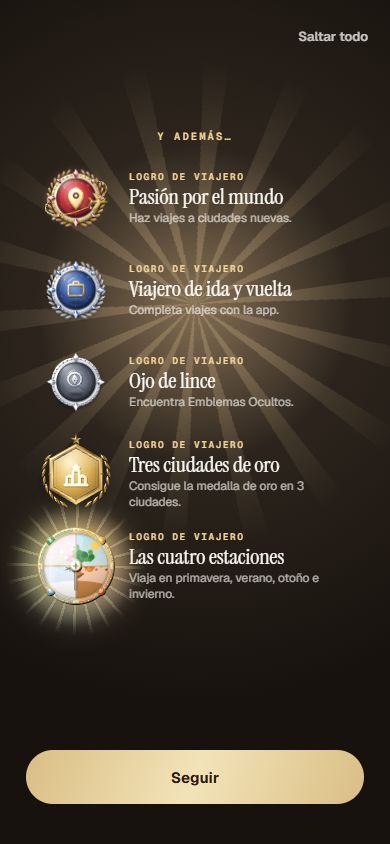 Saltar todo
Y ADEMÁS…
LOGRO DE VIAJERO
Pasión por el mundo
Haz viajes a ciudades nuevas.
LOGRO DE VIAJERO
Viajero de ida y vuelta
Completa viajes con la app.
LOGRO DE VIAJERO
Ojo de lince
Encuentra Emblemas Ocultos.
LOGRO DE VIAJERO
Tres ciudades de oro
Consigue la medalla de oro en 3
ciudades.
LOGRO DE VIAJERO
Las cuatro estaciones
Viaja en primavera, verano, otoño e
invierno.
Seguir